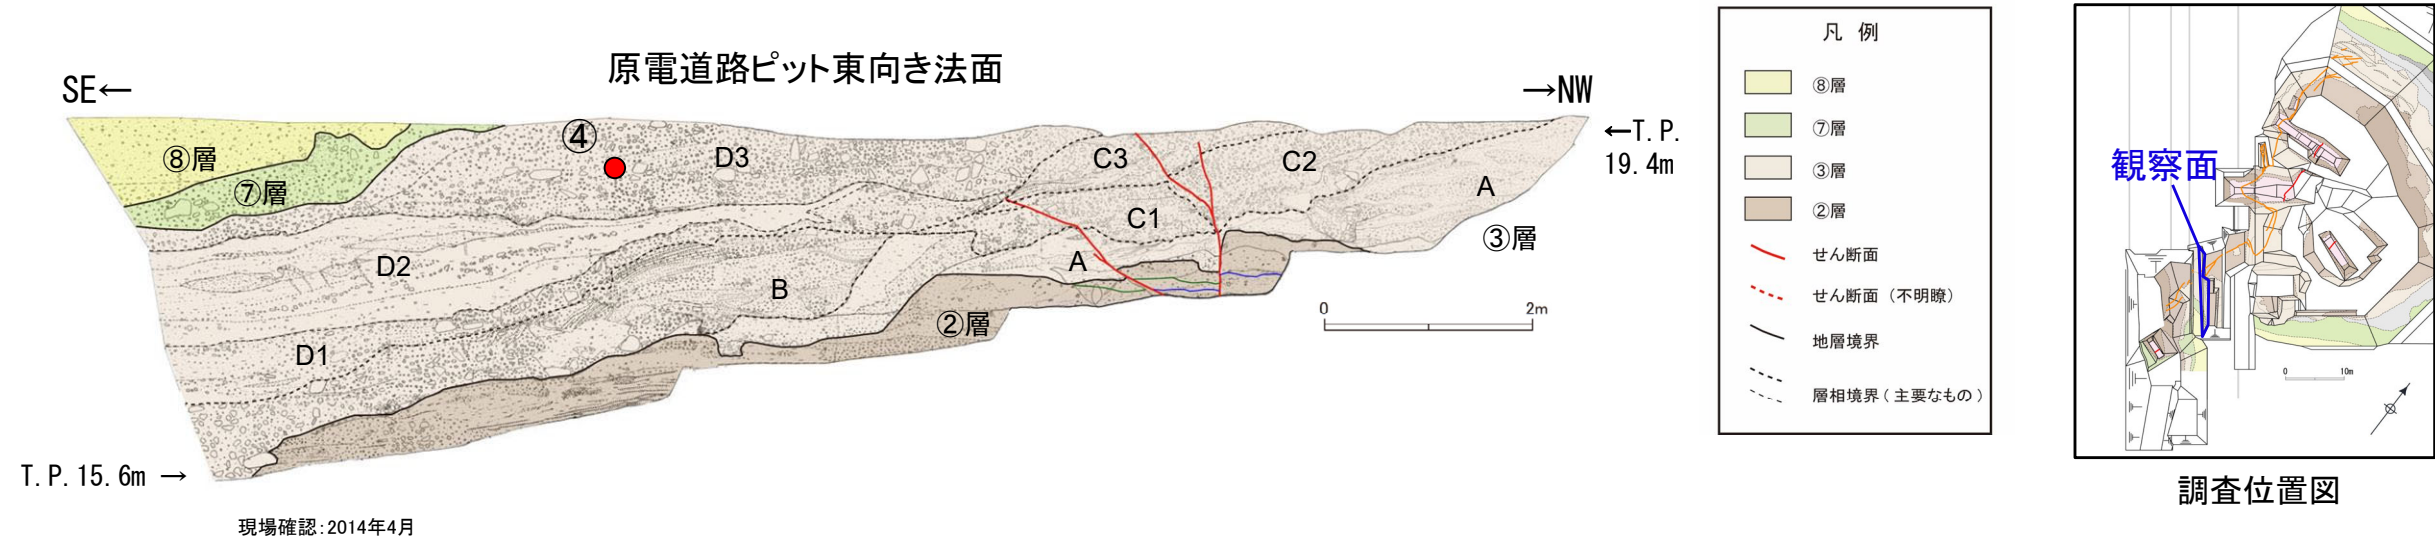 原電道路ピット東向き法面
SE←
→NW
←T.P.
19.4m
⑧層
⑦層
④
D3
C3
C2
A
C1
③層
D2
A
B
②層
D1
0
2m
T.P.15.6m →
現場確認:2014年4月
凡 例
⑧層
⑦層
③層
②層
せん断面
せん断面(不明瞭)
地層境界
層相境界(主要なもの)
観察面
0
10m
調査位置図